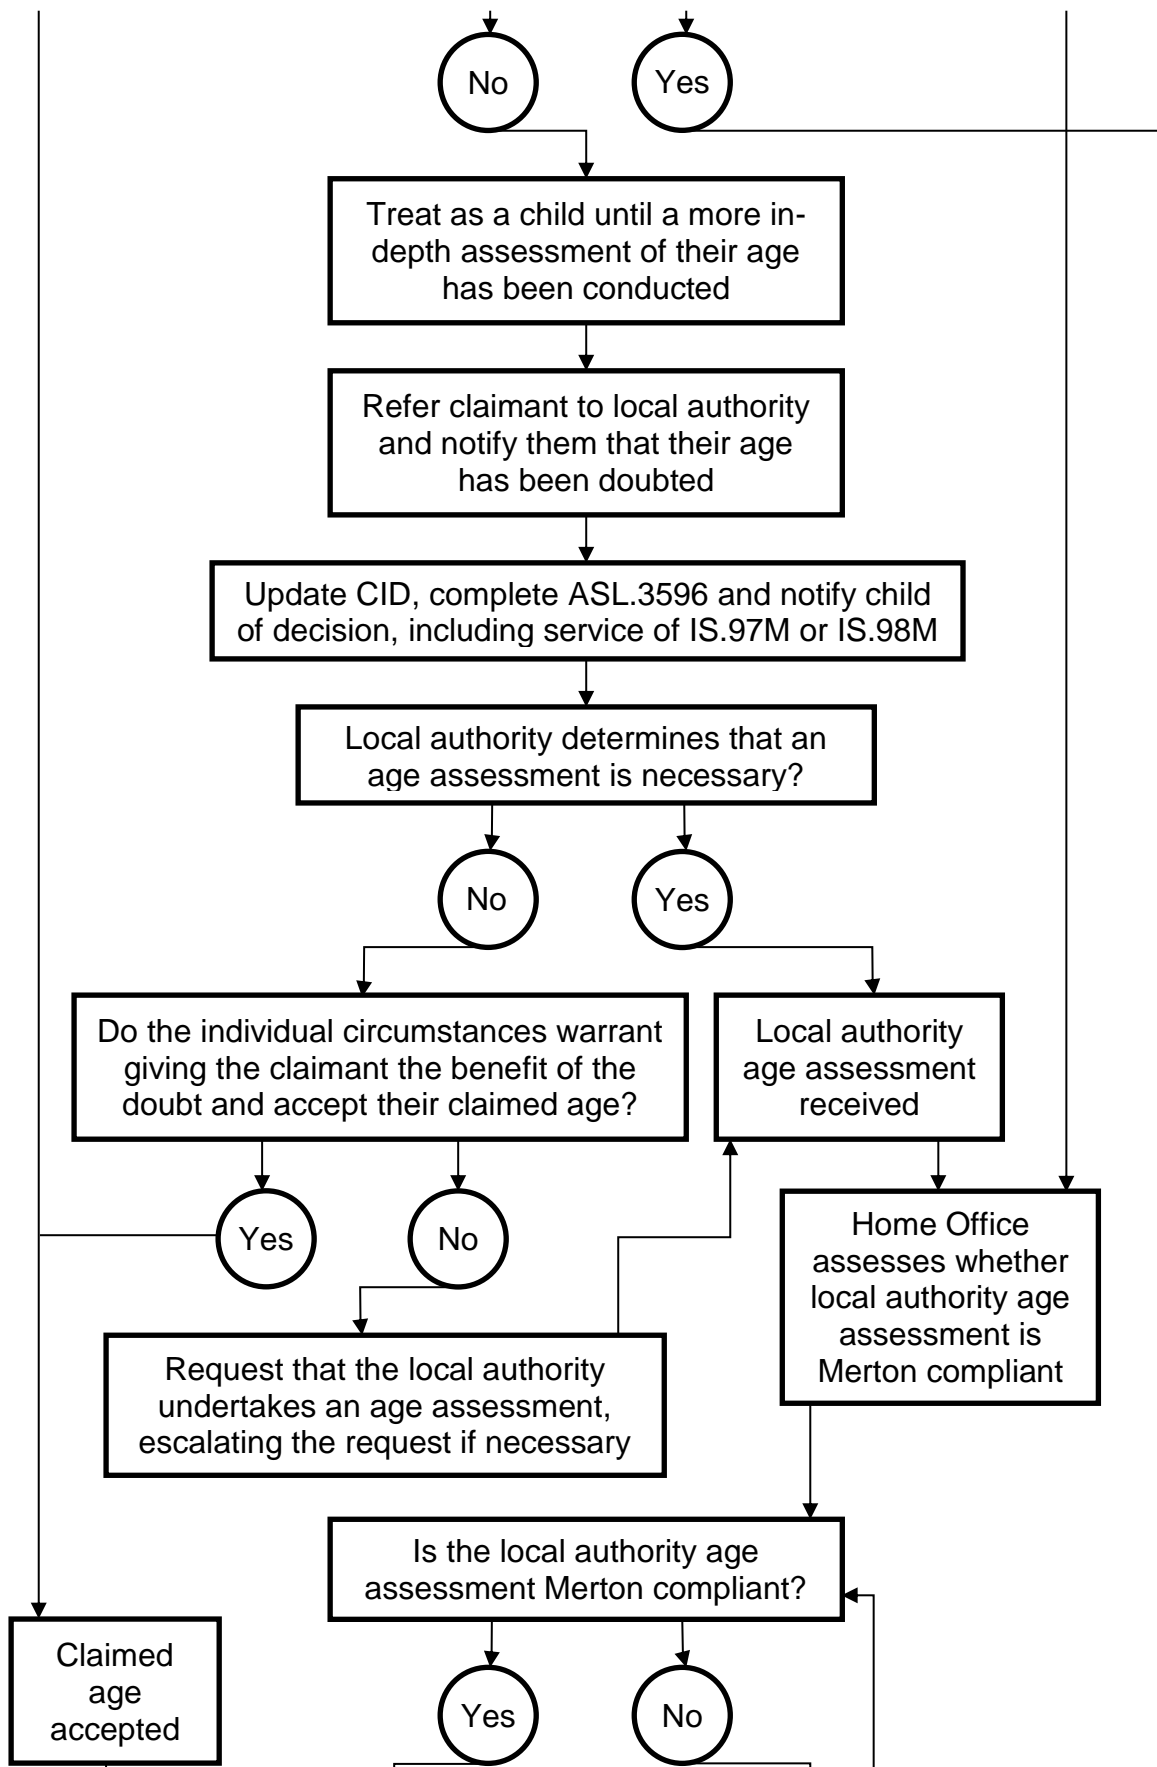 No
Yes
Treat as a child until a more in-
depth assessment of their age
has been conducted
Refer claimant to local authority
and notify them that their age
has been doubted
Update CID, complete ASL.3596 and notify child
of decision, including service of IS.97M or IS.98M
Local authority determines that an
age assessment is necessary?
No
Yes
Do the individual circumstances warrant
giving the claimant the benefit of the
doubt and accept their claimed age?
Local authority
age assessment
received
Yes
No
Home Office
assesses whether
local authority age
assessment is
Merton compliant
Request that the local authority
undertakes an age assessment,
escalating the request if necessary
Is the local authority age
assessment Merton compliant?
Claimed
age
accepted
Yes
No